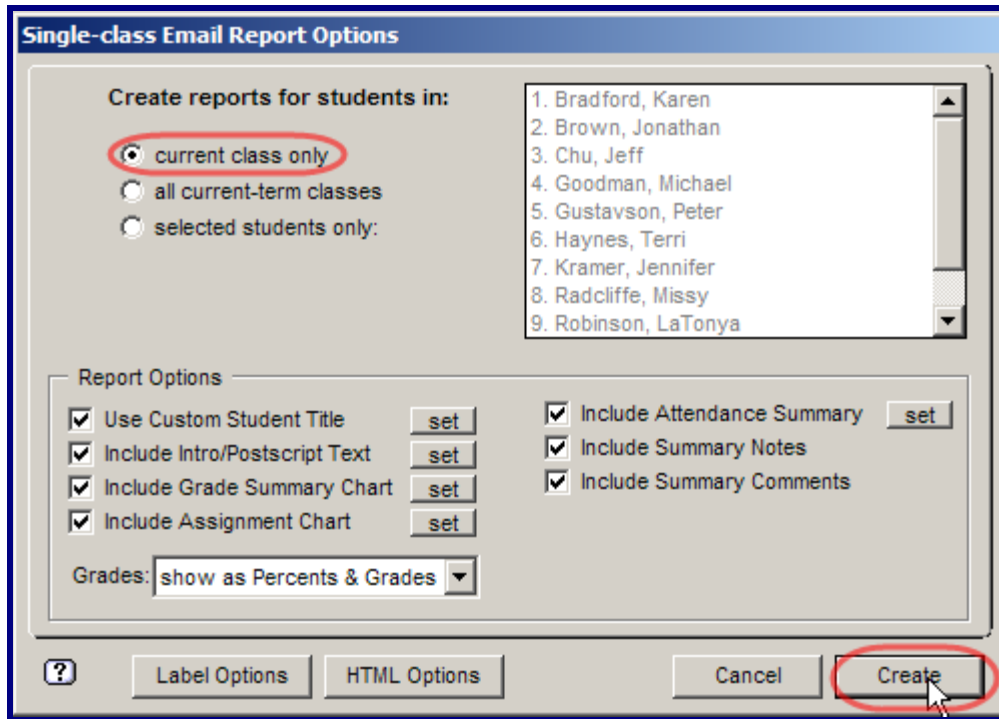 Single-class Email Report Options
Create reports for students in:
current class only
all current-term classes
selected students only:
1. Bradford, Karen
2. Brown, Jonathan
3. Chu, Jeff
4. Goodman, Michael
5. Gustavson, Peter
6. Haynes, Terri
7. Kramer, Jennifer
8. Radcliffe, Missy
9. Robinson, LaTonya
Report Options
Use Custom Student Title set
Include Intro/Postscript Text set
Include Grade Summary Chart set
Include Assignment Chart set
Grades: show as Percents & Grades
Include Attendance Summary set
Include Summary Notes
Include Summary Comments
? Label Options HTML Options Cancel Create